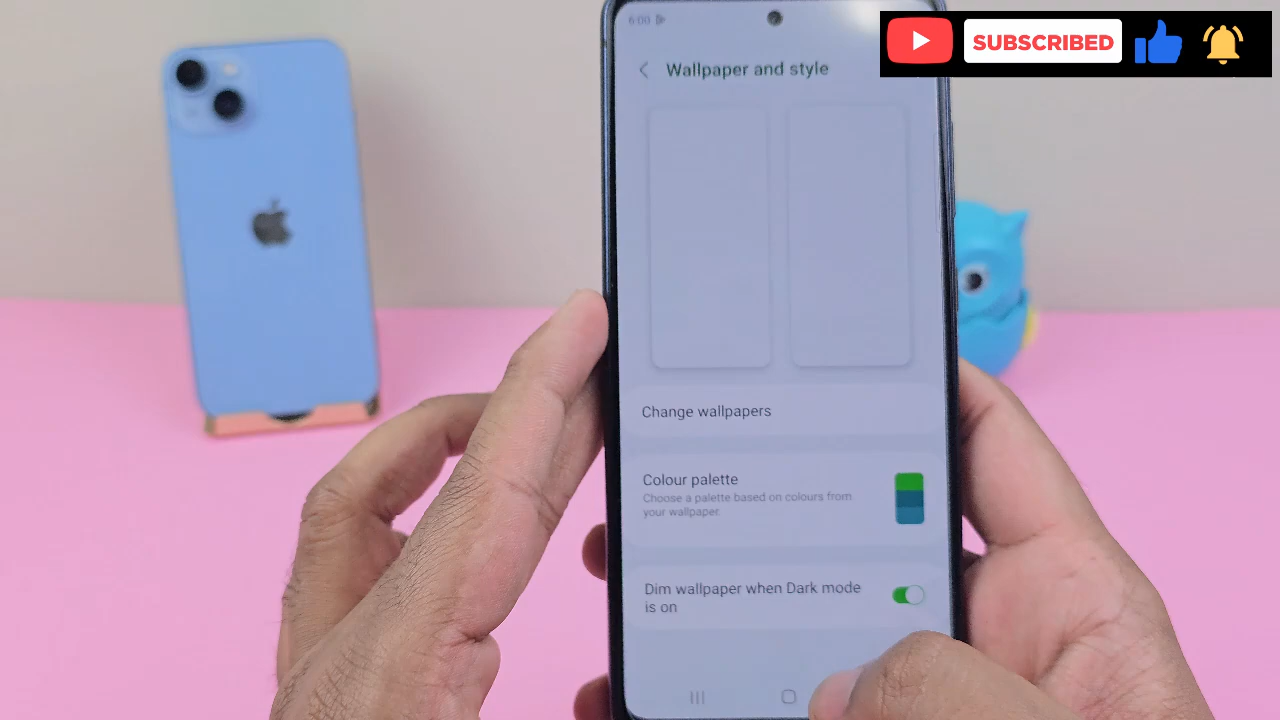 6:00
SUBSCRIBED
Wallpaper and style
Change wallpapers
Colour palette
Choose a palette based on colours from
your wallpaper.
Dim wallpaper when Dark mode
is on